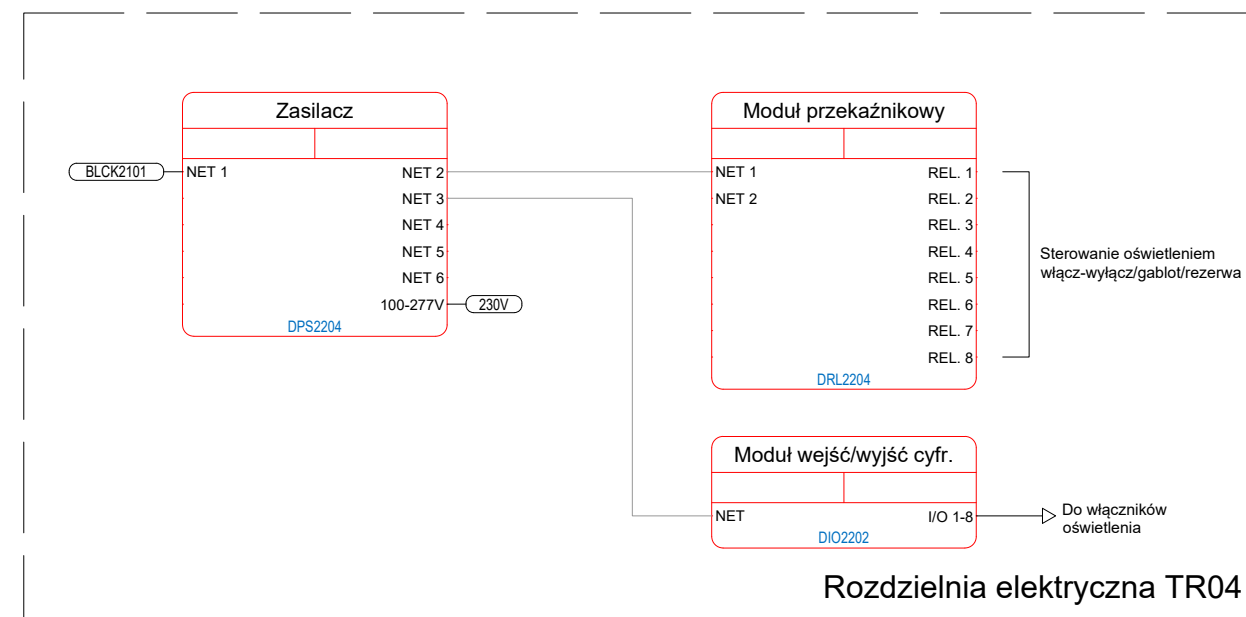 Zasilacz
BLCK2101
NET 1
NET 2
NET 3
NET 4
NET 5
NET 6
100-277V
230V
DPS2204
Moduł przekaźnikowy
NET 1
NET 2
REL. 1
REL. 2
REL. 3
REL. 4
REL. 5
REL. 6
REL. 7
REL. 8
DRL2204
Sterowanie oświetleniem
włącz-wyłącz/gablot/rezerwa
Moduł wejść/wyjść cyfr.
NET
I/O 1-8
DIO2202
Do włączników
oświetlenia
Rozdzielnia elektryczna TR04